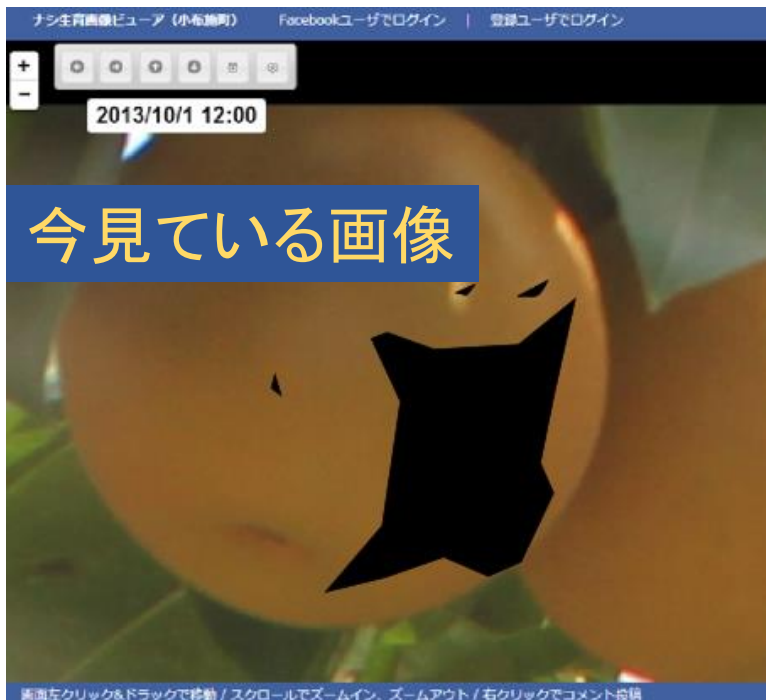 ナシ生育画像ビューア（小布施町） Facebookユーザでログイン | 登録ユーザでログイン
+
−
2013/10/1 12:00
今見ている画像
画面左クリック&ドラックで移動 / スクロールでズームイン、ズームアウト / 右クリックでコメント投稿